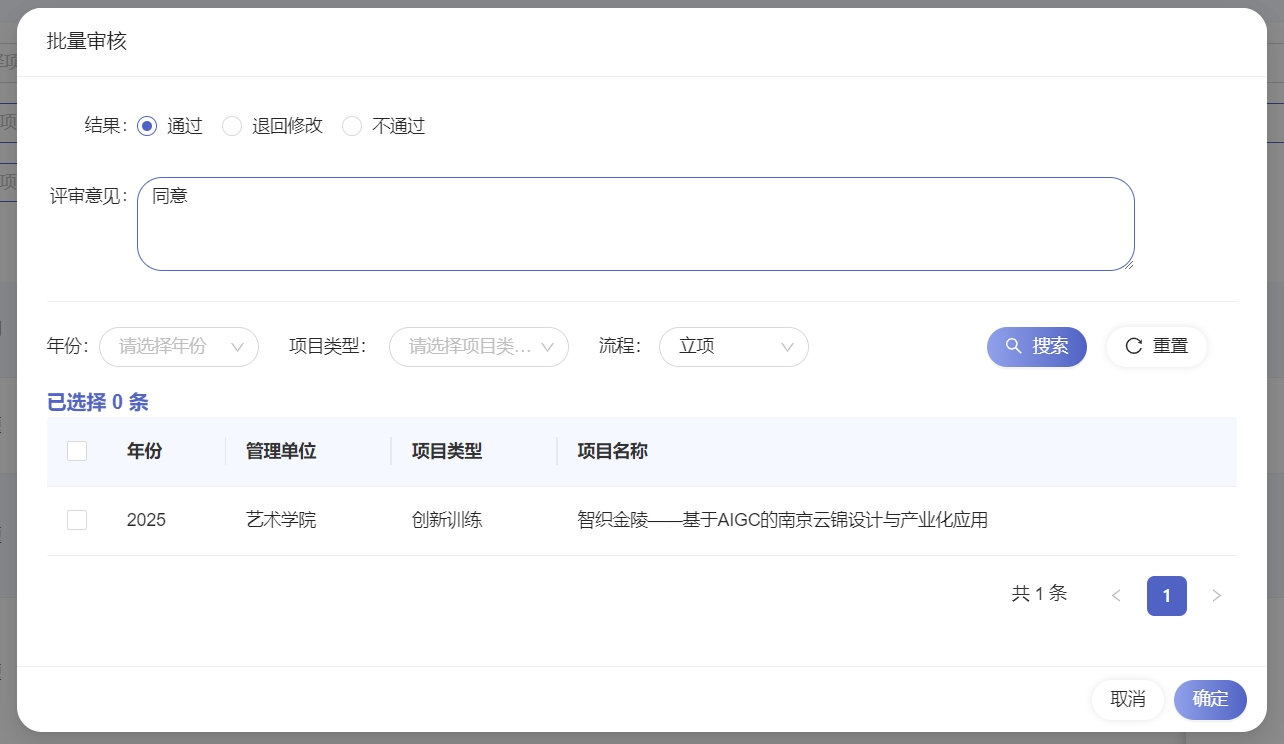 批量审核
结果： 通过 退回修改 不通过
评审意见： 同意
年份： 请选择年份 项目类型： 请选择项目类... 流程： 立项 搜索 重置
已选择 0 条
年份 管理单位 项目类型 项目名称
2025 艺术学院 创新训练 智织金陵——基于AIGC的南京云锦设计与产业化应用
共 1 条 < 1 >
取消 确定